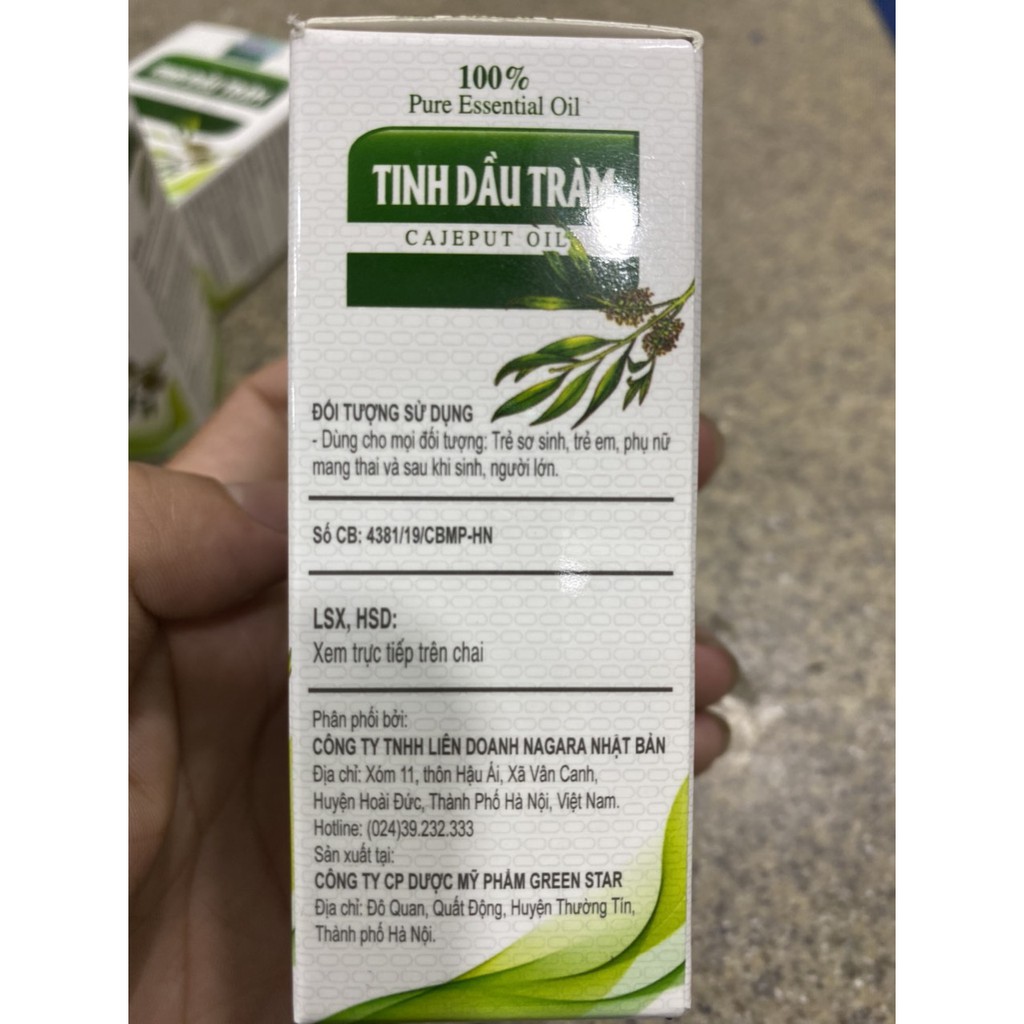 100%
Pure Essential Oil
TINH DẦU TRÀM
CAJEPUT OIL
ĐỐI TƯỢNG SỬ DỤNG
- Dùng cho mọi đối tượng: Trẻ sơ sinh, trẻ em, phụ nữ
mang thai và sau khi sinh, người lớn.
Số CB: 4381/19/CBMP-HN
LSX, HSD:
Xem trực tiếp trên chai
Phân phối bởi:
CÔNG TY TNHH LIÊN DOANH NAGARA NHẬT BẢN
Địa chỉ: Xóm 11, thôn Hậu Ái, Xã Vân Canh,
Huyện Hoài Đức, Thành Phố Hà Nội, Việt Nam.
Hotline: (024)39.232.333
Sản xuất tại:
CÔNG TY CP DƯỢC MỸ PHẨM GREEN STAR
Địa chỉ: Đô Quan, Quất Động, Huyện Thường Tín,
Thành phố Hà Nội.